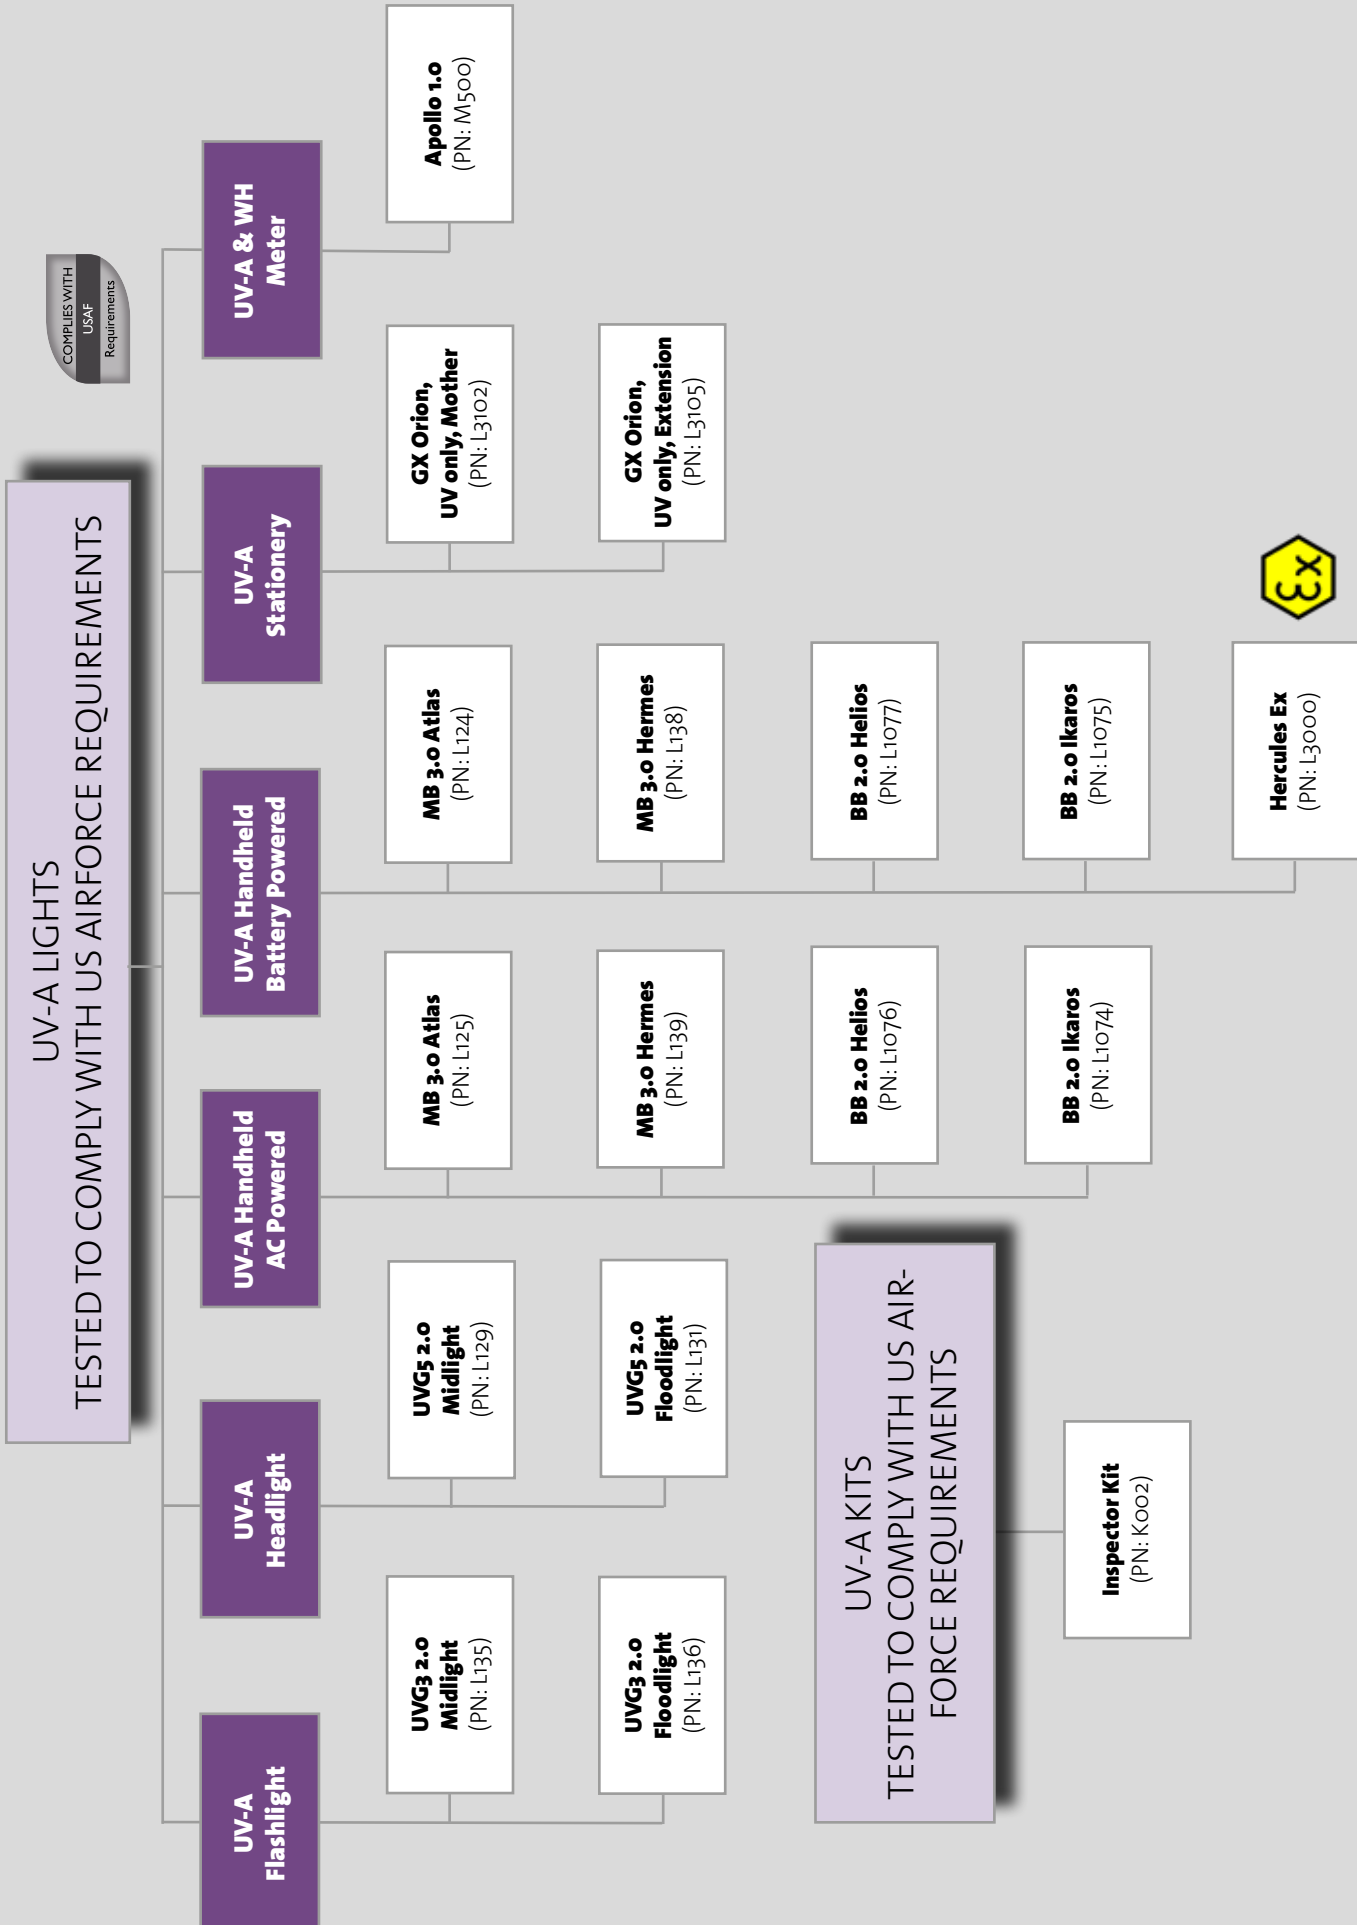 UV-A LIGHTS
TESTED TO COMPLY WITH US AIRFORCE REQUIREMENTS
COMPLIES WITH
USAF
Requirements
UV-A
Flashlight
UVG3 2.0
Midlight
(PN: L135)
UVG3 2.0
Floodlight
(PN: L136)
UV-A
Headlight
UVG5 2.0
Midlight
(PN: L129)
UVG5 2.0
Floodlight
(PN: L131)
UV-A Handheld
AC Powered
MB 3.0 Atlas
(PN: L125)
MB 3.0 Hermes
(PN: L139)
BB 2.0 Helios
(PN: L1076)
BB 2.0 Ikaros
(PN: L1074)
UV-A Handheld
Battery Powered
MB 3.0 Atlas
(PN: L124)
MB 3.0 Hermes
(PN: L138)
BB 2.0 Helios
(PN: L1077)
BB 2.0 Ikaros
(PN: L1075)
Hercules Ex
(PN: L3000)
εx
UV-A
Stationery
GX Orion,
UV only, Mother
(PN: L3102)
GX Orion,
UV only, Extension
(PN: L3105)
UV-A & WH
Meter
Apollo 1.0
(PN: M500)
UV-A KITS
TESTED TO COMPLY WITH US AIR-
FORCE REQUIREMENTS
Inspector Kit
(PN: K002)